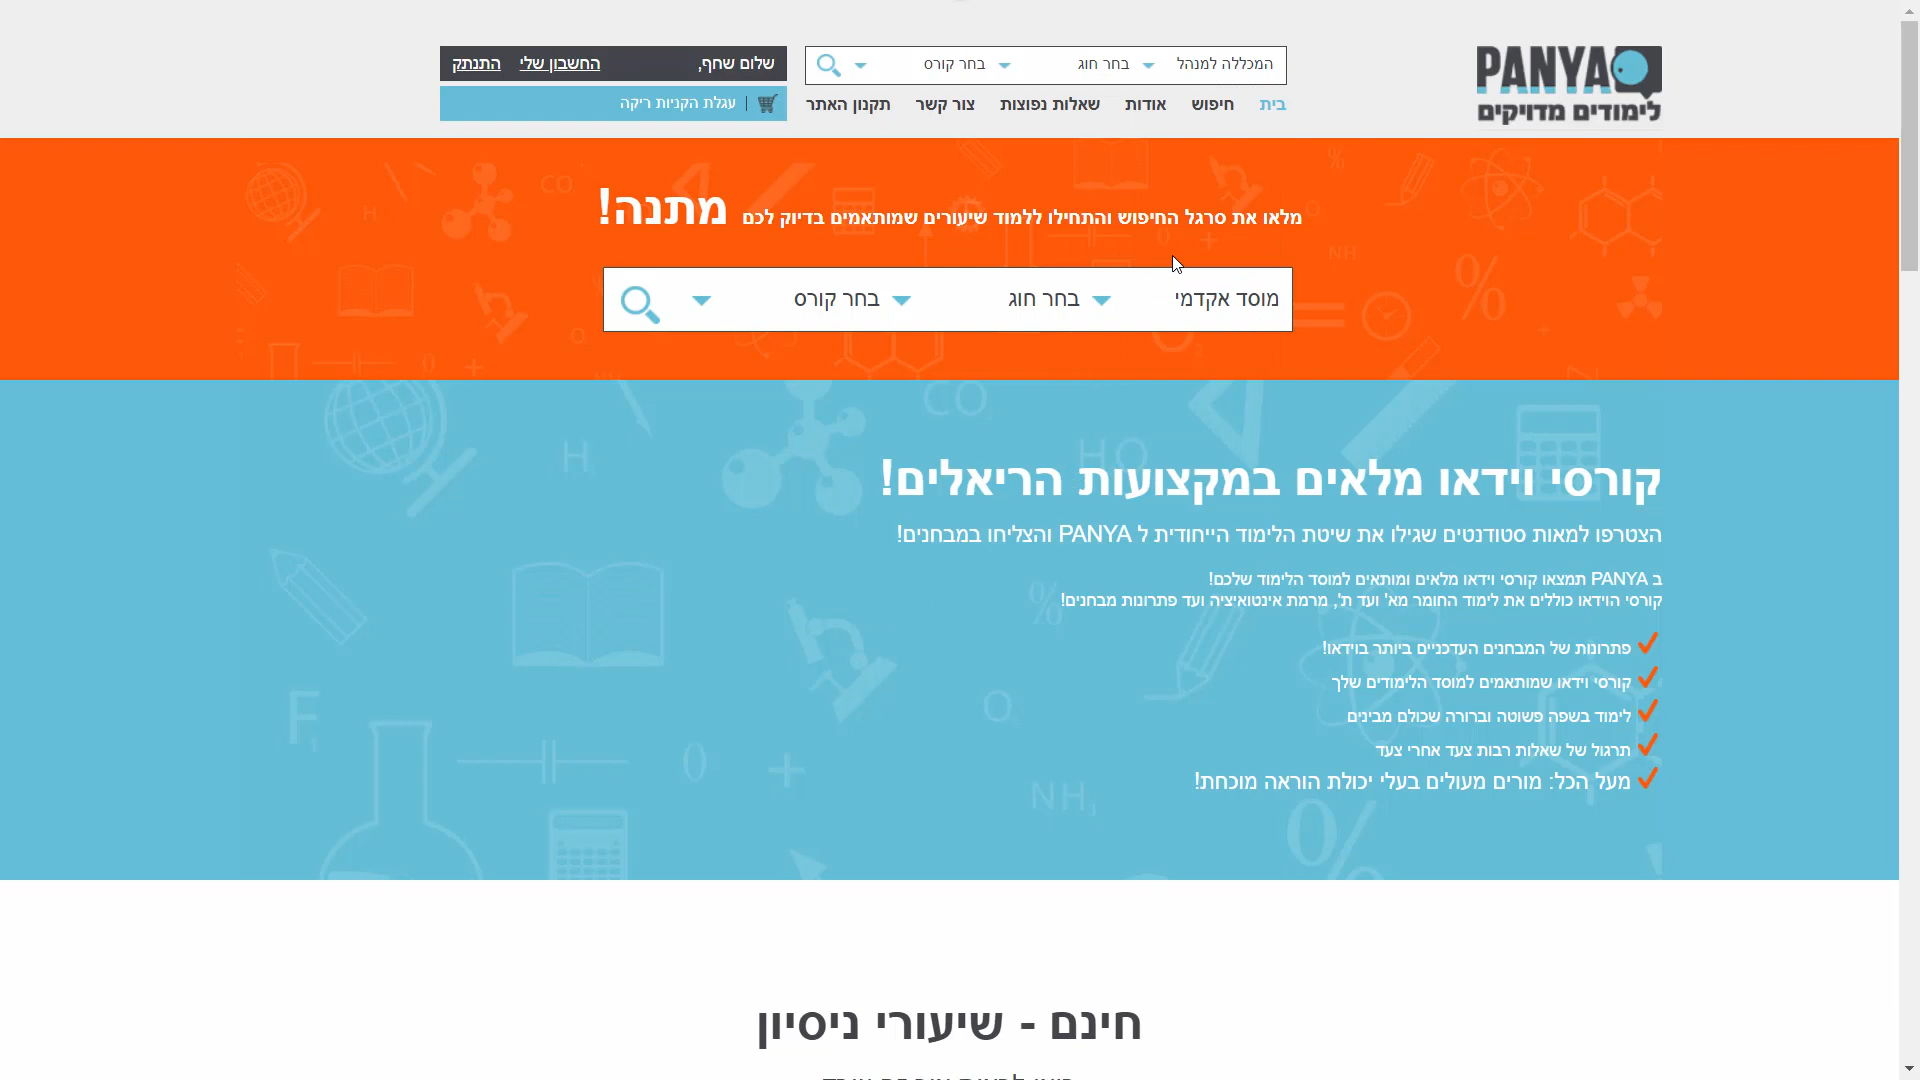 PANYA
לימודים מדויקים
המכללה למנהל
בחר חוג
בחר קורס
שלום שחף,
החשבון שלי
התנתק
בית
חיפוש
אודות
שאלות נפוצות
צור קשר
תקנון האתר
עגלת הקניות ריקה
מלאו את סרגל החיפוש והתחילו ללמוד שיעורים שמותאמים בדיוק לכם מתנה!
מוסד אקדמי
בחר חוג
בחר קורס
קורסי וידאו מלאים במקצועות הריאלים!
הצטרפו למאות סטודנטים שגילו את שיטת הלימוד הייחודית ל PANYA והצליחו במבחנים!
ב PANYA תמצאו קורסי וידאו מלאים ומותאמים למוסד הלימוד שלכם!
קורסי הוידאו כוללים את לימוד החומר מא' ועד ת', מרמת אינטואיציה ועד פתרונות מבחנים!
פתרונות של המבחנים העדכניים ביותר בוידאו!
קורסי וידאו שמותאמים למוסד הלימודים שלך
לימוד בשפה פשוטה וברורה שכולם מבינים
תרגול של שאלות רבות צעד אחרי צעד
מעל הכל: מורים מעולים בעלי יכולת הוראה מוכחת!
חינם - שיעורי ניסיון